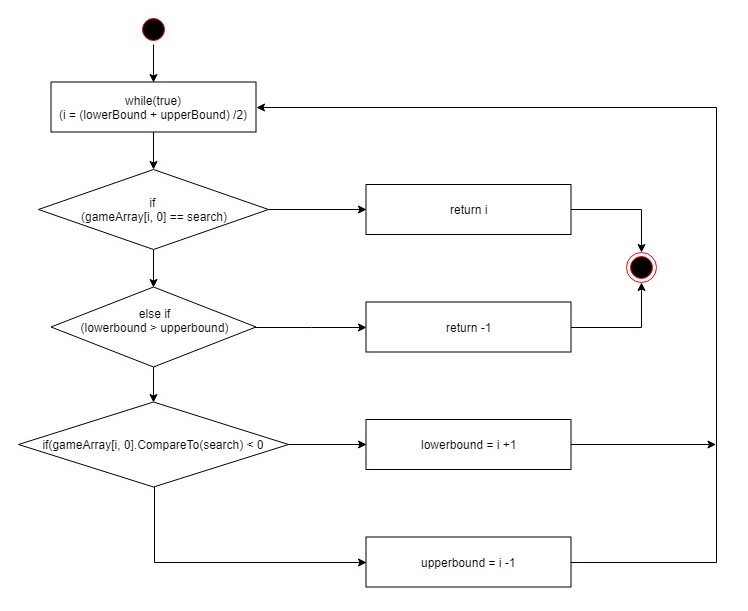 while(true)
(i = (lowerBound + upperBound) /2)
if
(gameArray[i, 0] == search)
return i
else if
(lowerbound > upperbound)
return -1
if(gameArray[i, 0].CompareTo(search) < 0
lowerbound = i +1
upperbound = i -1